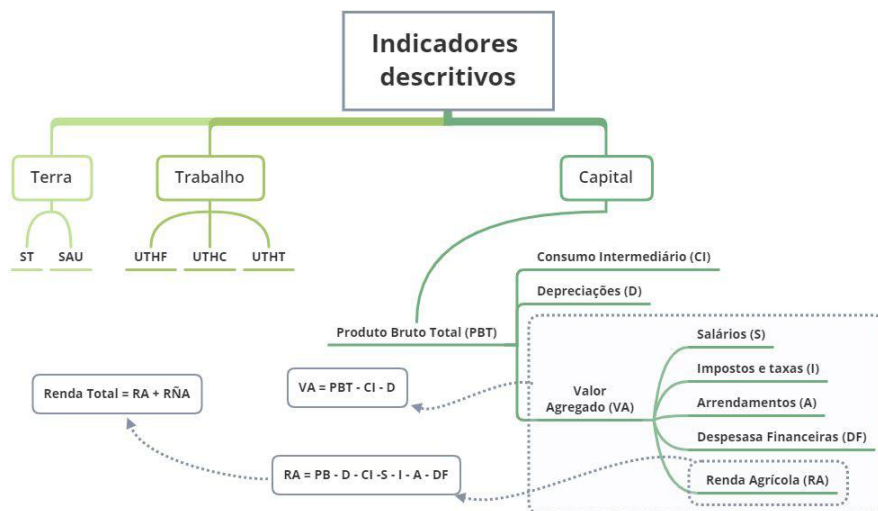 Indicadores
descritivos
Terra
Trabalho
Capital
ST
SAU
UTHF
UTHC
UTHT
Consumo Intermediário (CI)
Depreciações (D)
Produto Bruto Total (PBT)
Salários (S)
Impostos e taxas (I)
Valor
Agregado (VA)
Arrendamentos (A)
Despesasa Financeiras (DF)
Renda Agrícola (RA)
VA = PBT - CI - D
Renda Total = RA + RÑA
RA = PB - D - CI -S - I - A - DF